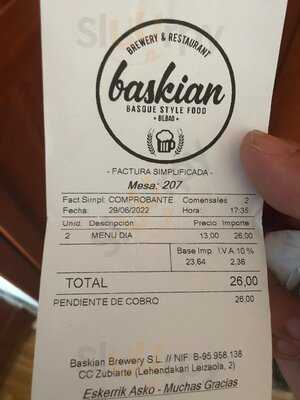 BREWERY & RESTAURANT
baskian
BASQUE STYLE FOOD
• BILBAO •
- FACTURA SIMPLIFICADA -
Mesa: 207
Fact.Simpl: COMPROBANTE Comensales 2
Fecha: 29/06/2022 Hora: 17:35
Unid. Descripción Precio Importe
2 MENU DIA 13,00 26,00
Base Imp. I.V.A 10%
23,64 2,36
TOTAL 26,00
PENDIENTE DE COBRO 26,00
Baskian Brewery S.L. // NIF: B-95.958.138
CC Zubiarte (Lehendakari Leizaola, 2)
Eskerrik Asko - Muchas Gracias